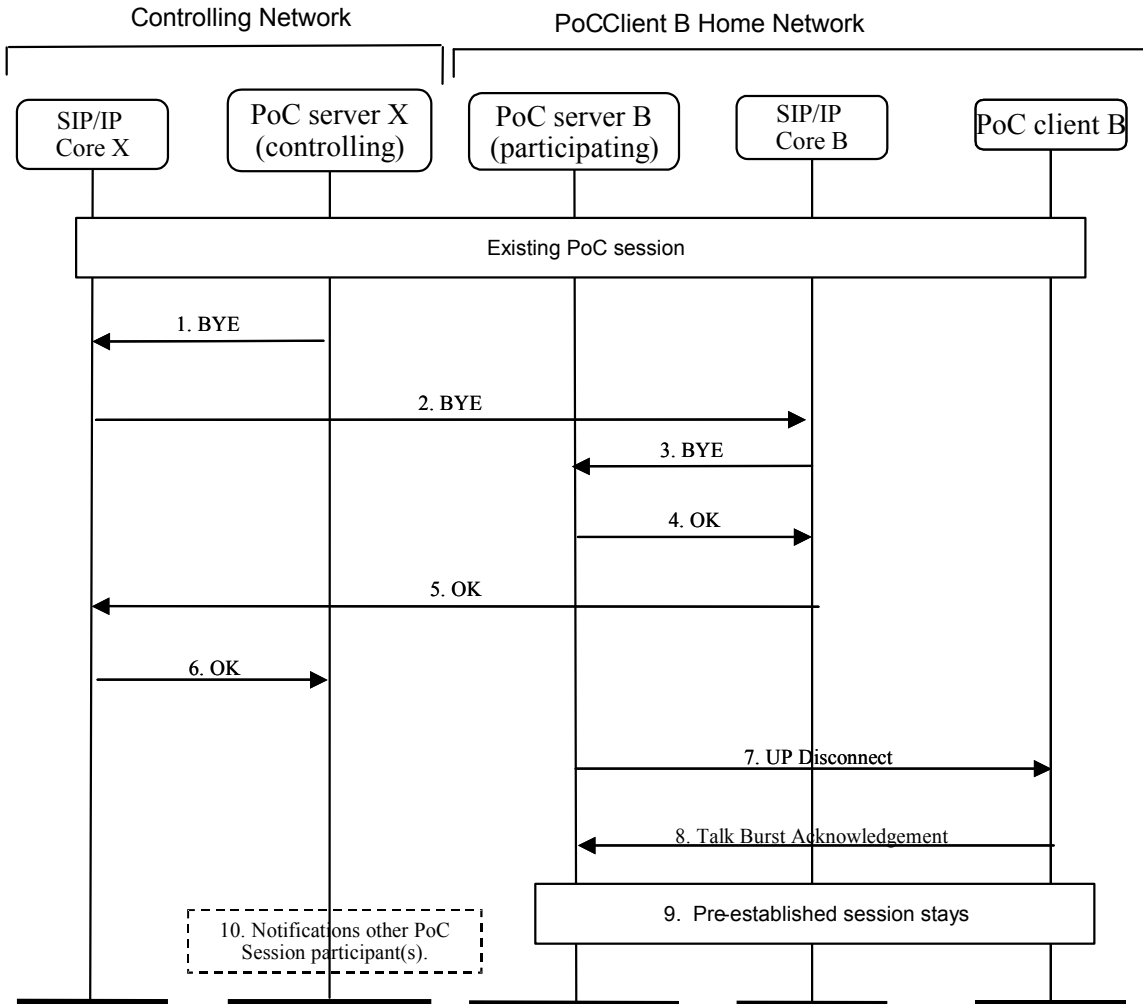 Controlling Network
PoCClient B Home Network
SIP/IP
Core X
PoC server X
(controlling)
PoC server B
(participating)
SIP/IP
Core B
PoC client B
Existing PoC session
1. BYE
2. BYE
3. BYE
4. OK
5. OK
6. OK
7. UP Disconnect
8. Talk Burst Acknowledgement
9. Pre-established session stays
10. Notifications other PoC
Session participant(s).